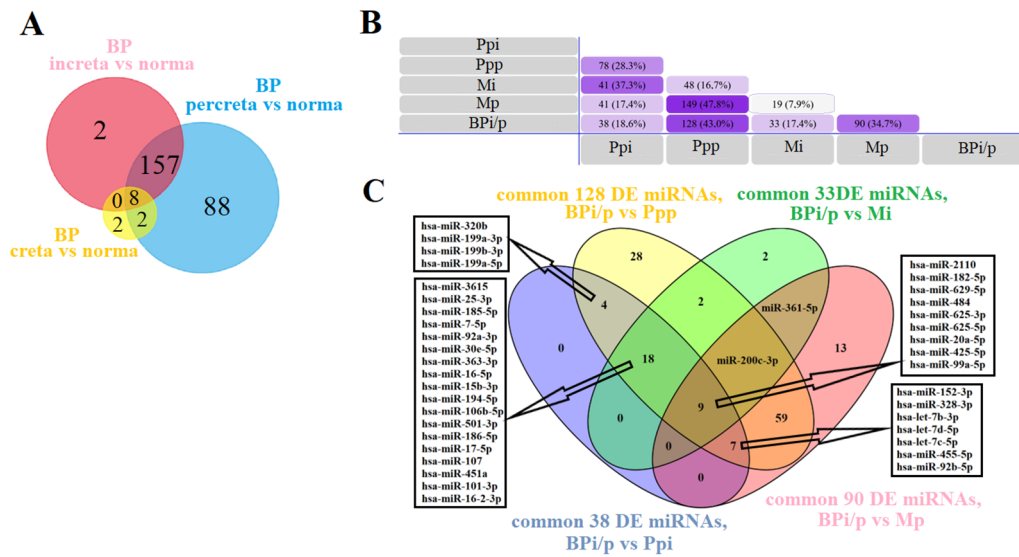 A
BP
increta vs norma
BP
percreta vs norma
2
157
0
8
2
2
88
BP
creta vs norma
B
Ppi
Ppp
78 (28.3%)
Mi
41 (37.3%)
48 (16.7%)
Mp
41 (17.4%)
149 (47.8%)
19 (7.9%)
BPi/p
38 (18.6%)
128 (43.0%)
33 (17.4%)
90 (34.7%)
Ppi
Ppp
Mi
Mp
BPi/p
C
common 128 DE miRNAs,
BPi/p vs Ppp
common 33DE miRNAs,
BPi/p vs Mi
hsa-miR-320b
hsa-miR-199a-3p
hsa-miR-199b-3p
hsa-miR-199a-5p
hsa-miR-3615
hsa-miR-25-3p
hsa-miR-185-5p
hsa-miR-7-5p
hsa-miR-92a-3p
hsa-miR-30e-5p
hsa-miR-363-3p
hsa-miR-16-5p
hsa-miR-15b-3p
hsa-miR-194-5p
hsa-miR-106b-5p
hsa-miR-501-3p
hsa-miR-186-5p
hsa-miR-17-5p
hsa-miR-107
hsa-miR-451a
hsa-miR-101-3p
hsa-miR-16-2-3p
28
2
4
2
miR-361-5p
0
18
miR-200c-3p
13
0
9
59
0
7
0
hsa-miR-2110
hsa-miR-182-5p
hsa-miR-629-5p
hsa-miR-484
hsa-miR-625-3p
hsa-miR-625-5p
hsa-miR-20a-5p
hsa-miR-425-5p
hsa-miR-99a-5p
hsa-miR-152-3p
hsa-miR-328-3p
hsa-let-7b-3p
hsa-let-7d-5p
hsa-let-7c-5p
hsa-miR-455-5p
hsa-miR-92b-5p
common 38 DE miRNAs,
BPi/p vs Ppi
common 90 DE miRNAs,
BPi/p vs Mp